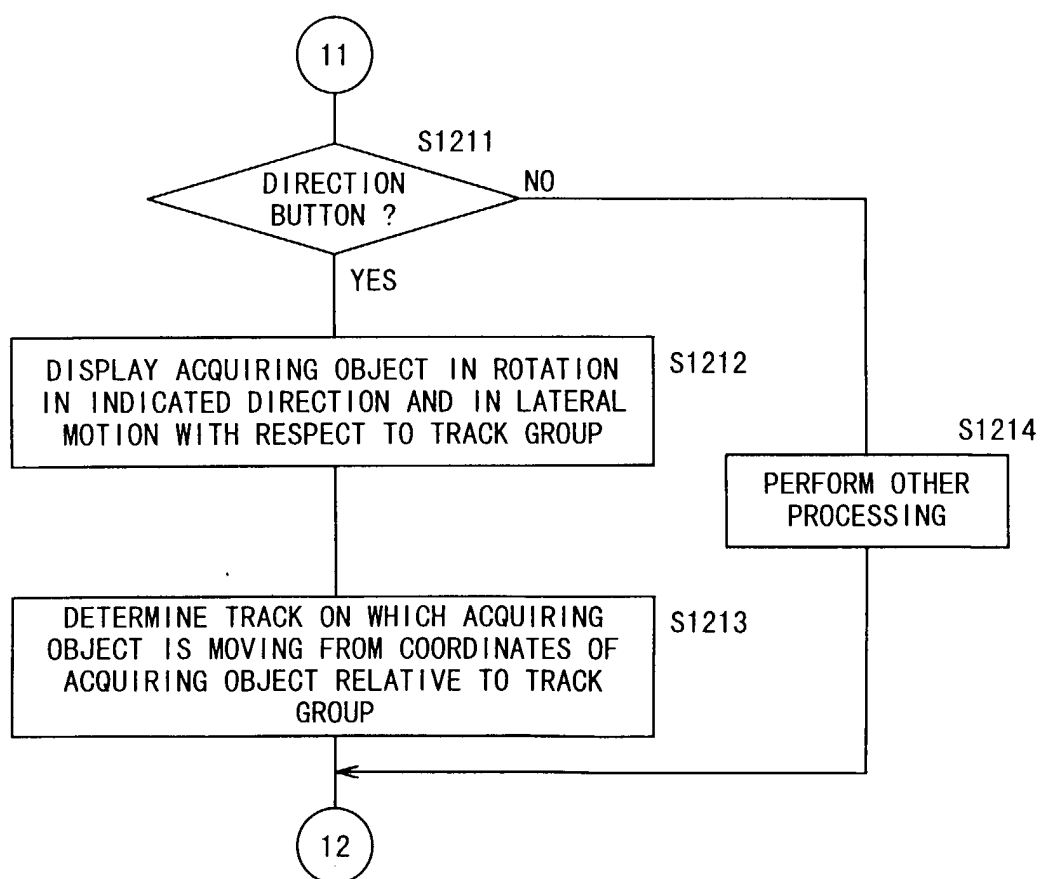 11
S1211
DIRECTION
BUTTON ?
NO
YES
DISPLAY ACQUIRING OBJECT IN ROTATION
IN INDICATED DIRECTION AND IN LATERAL
MOTION WITH RESPECT TO TRACK GROUP
S1212
S1214
PERFORM OTHER
PROCESSING
DETERMINE TRACK ON WHICH ACQUIRING
OBJECT IS MOVING FROM COORDINATES OF
ACQUIRING OBJECT RELATIVE TO TRACK
GROUP
S1213
12